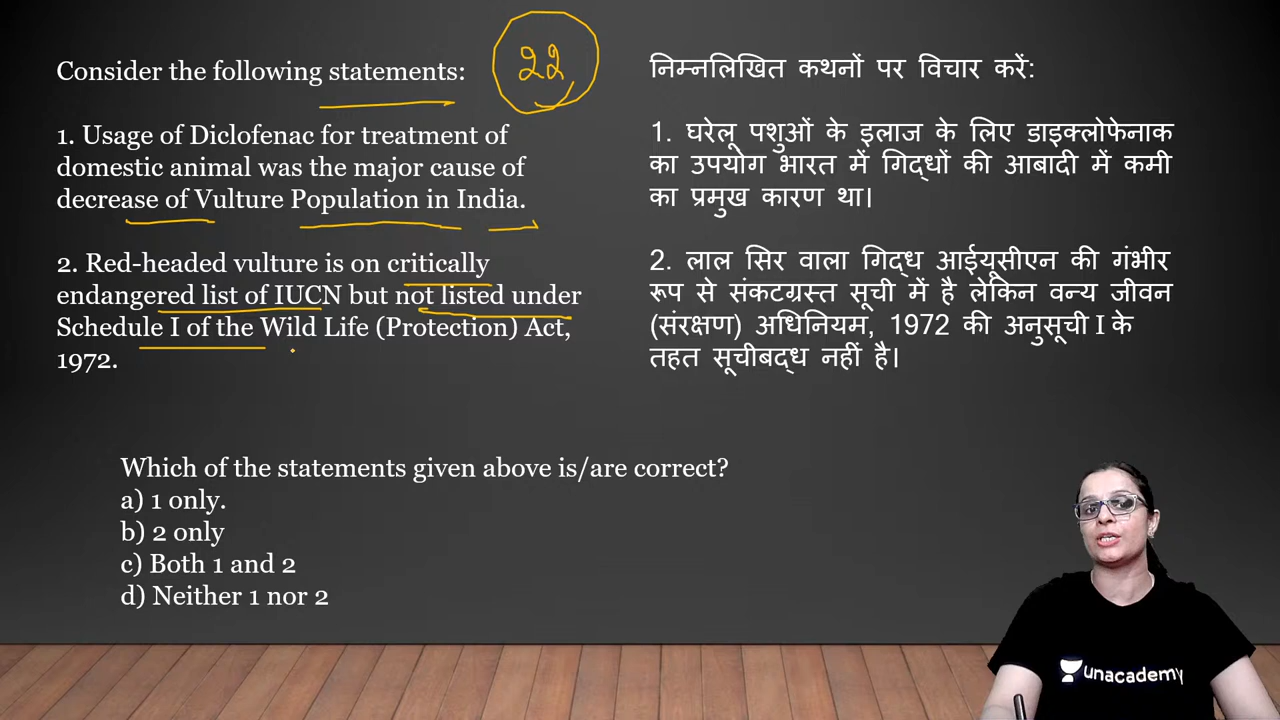 Consider the following statements:
22
1. Usage of Diclofenac for treatment of
domestic animal was the major cause of
decrease of Vulture Population in India.
2. Red-headed vulture is on critically
endangered list of IUCN but not listed under
Schedule I of the Wild Life (Protection) Act,
1972.
निम्नलिखित कथनों पर विचार करें:
1. घरेलू पशुओं के इलाज के लिए डाइक्लोफेनाक
का उपयोग भारत में गिद्धों की आबादी में कमी
का प्रमुख कारण था।
2. लाल सिर वाला गिद्ध आईयूसीएन की गंभीर
रूप से संकटग्रस्त सूची में है लेकिन वन्य जीवन
(संरक्षण) अधिनियम, 1972 की अनुसूची I के
तहत सूचीबद्ध नहीं है।
Which of the statements given above is/are correct?
a) 1 only.
b) 2 only
c) Both 1 and 2
d) Neither 1 nor 2
unacademy